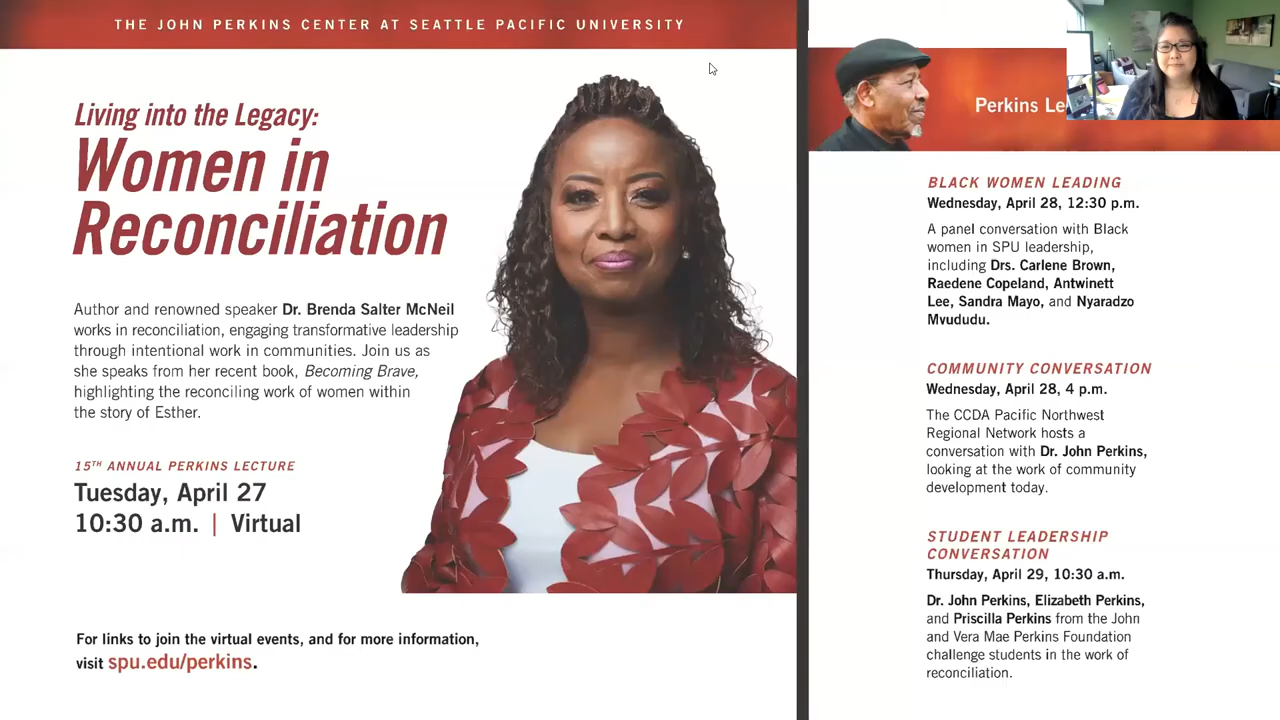 THE JOHN PERKINS CENTER AT SEATTLE PACIFIC UNIVERSITY
Living into the Legacy:
Women in
Reconciliation
Author and renowned speaker Dr. Brenda Salter McNeil
works in reconciliation, engaging transformative leadership
through intentional work in communities. Join us as
she speaks from her recent book, Becoming Brave,
highlighting the reconciling work of women within
the story of Esther.
15TH ANNUAL PERKINS LECTURE
Tuesday, April 27
10:30 a.m. | Virtual
For links to join the virtual events, and for more information,
visit spu.edu/perkins.
Perkins
BLACK WOMEN LEADING
Wednesday, April 28, 12:30 p.m.
A panel conversation with Black
women in SPU leadership,
including Drs. Carlene Brown,
Raedene Copeland, Antwinett
Lee, Sandra Mayo, and Nyaradzo
Mvududu.
COMMUNITY CONVERSATION
Wednesday, April 28, 4 p.m.
The CCDA Pacific Northwest
Regional Network hosts a
conversation with Dr. John Perkins,
looking at the work of community
development today.
STUDENT LEADERSHIP
CONVERSATION
Thursday, April 29, 10:30 a.m.
Dr. John Perkins, Elizabeth Perkins,
and Priscilla Perkins from the John
and Vera Mae Perkins Foundation
challenge students in the work of
reconciliation.